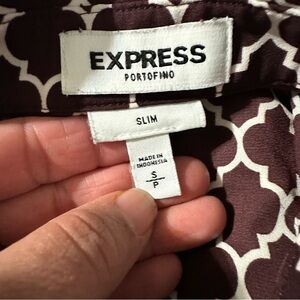 EXPRESS
PORTOFINO
SLIM
MADE IN
INDONESIA
S
P